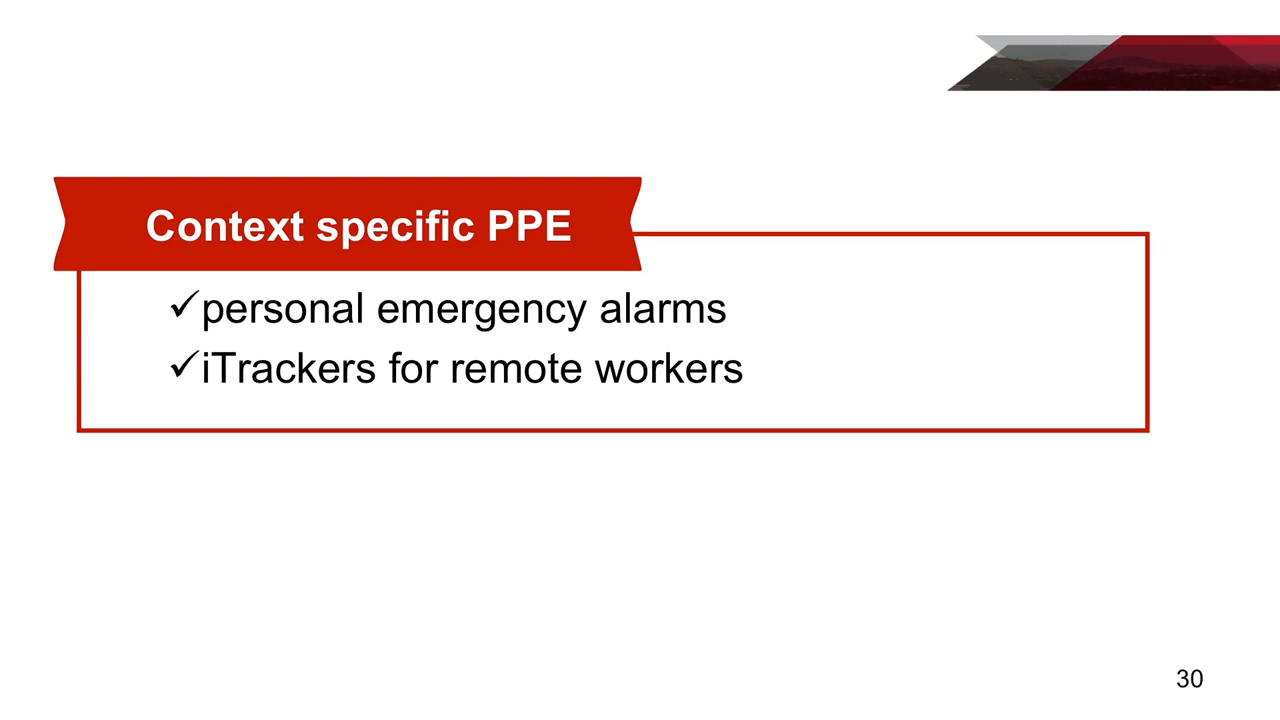 Context specific PPE
✓personal emergency alarms
✓iTrackers for remote workers
30